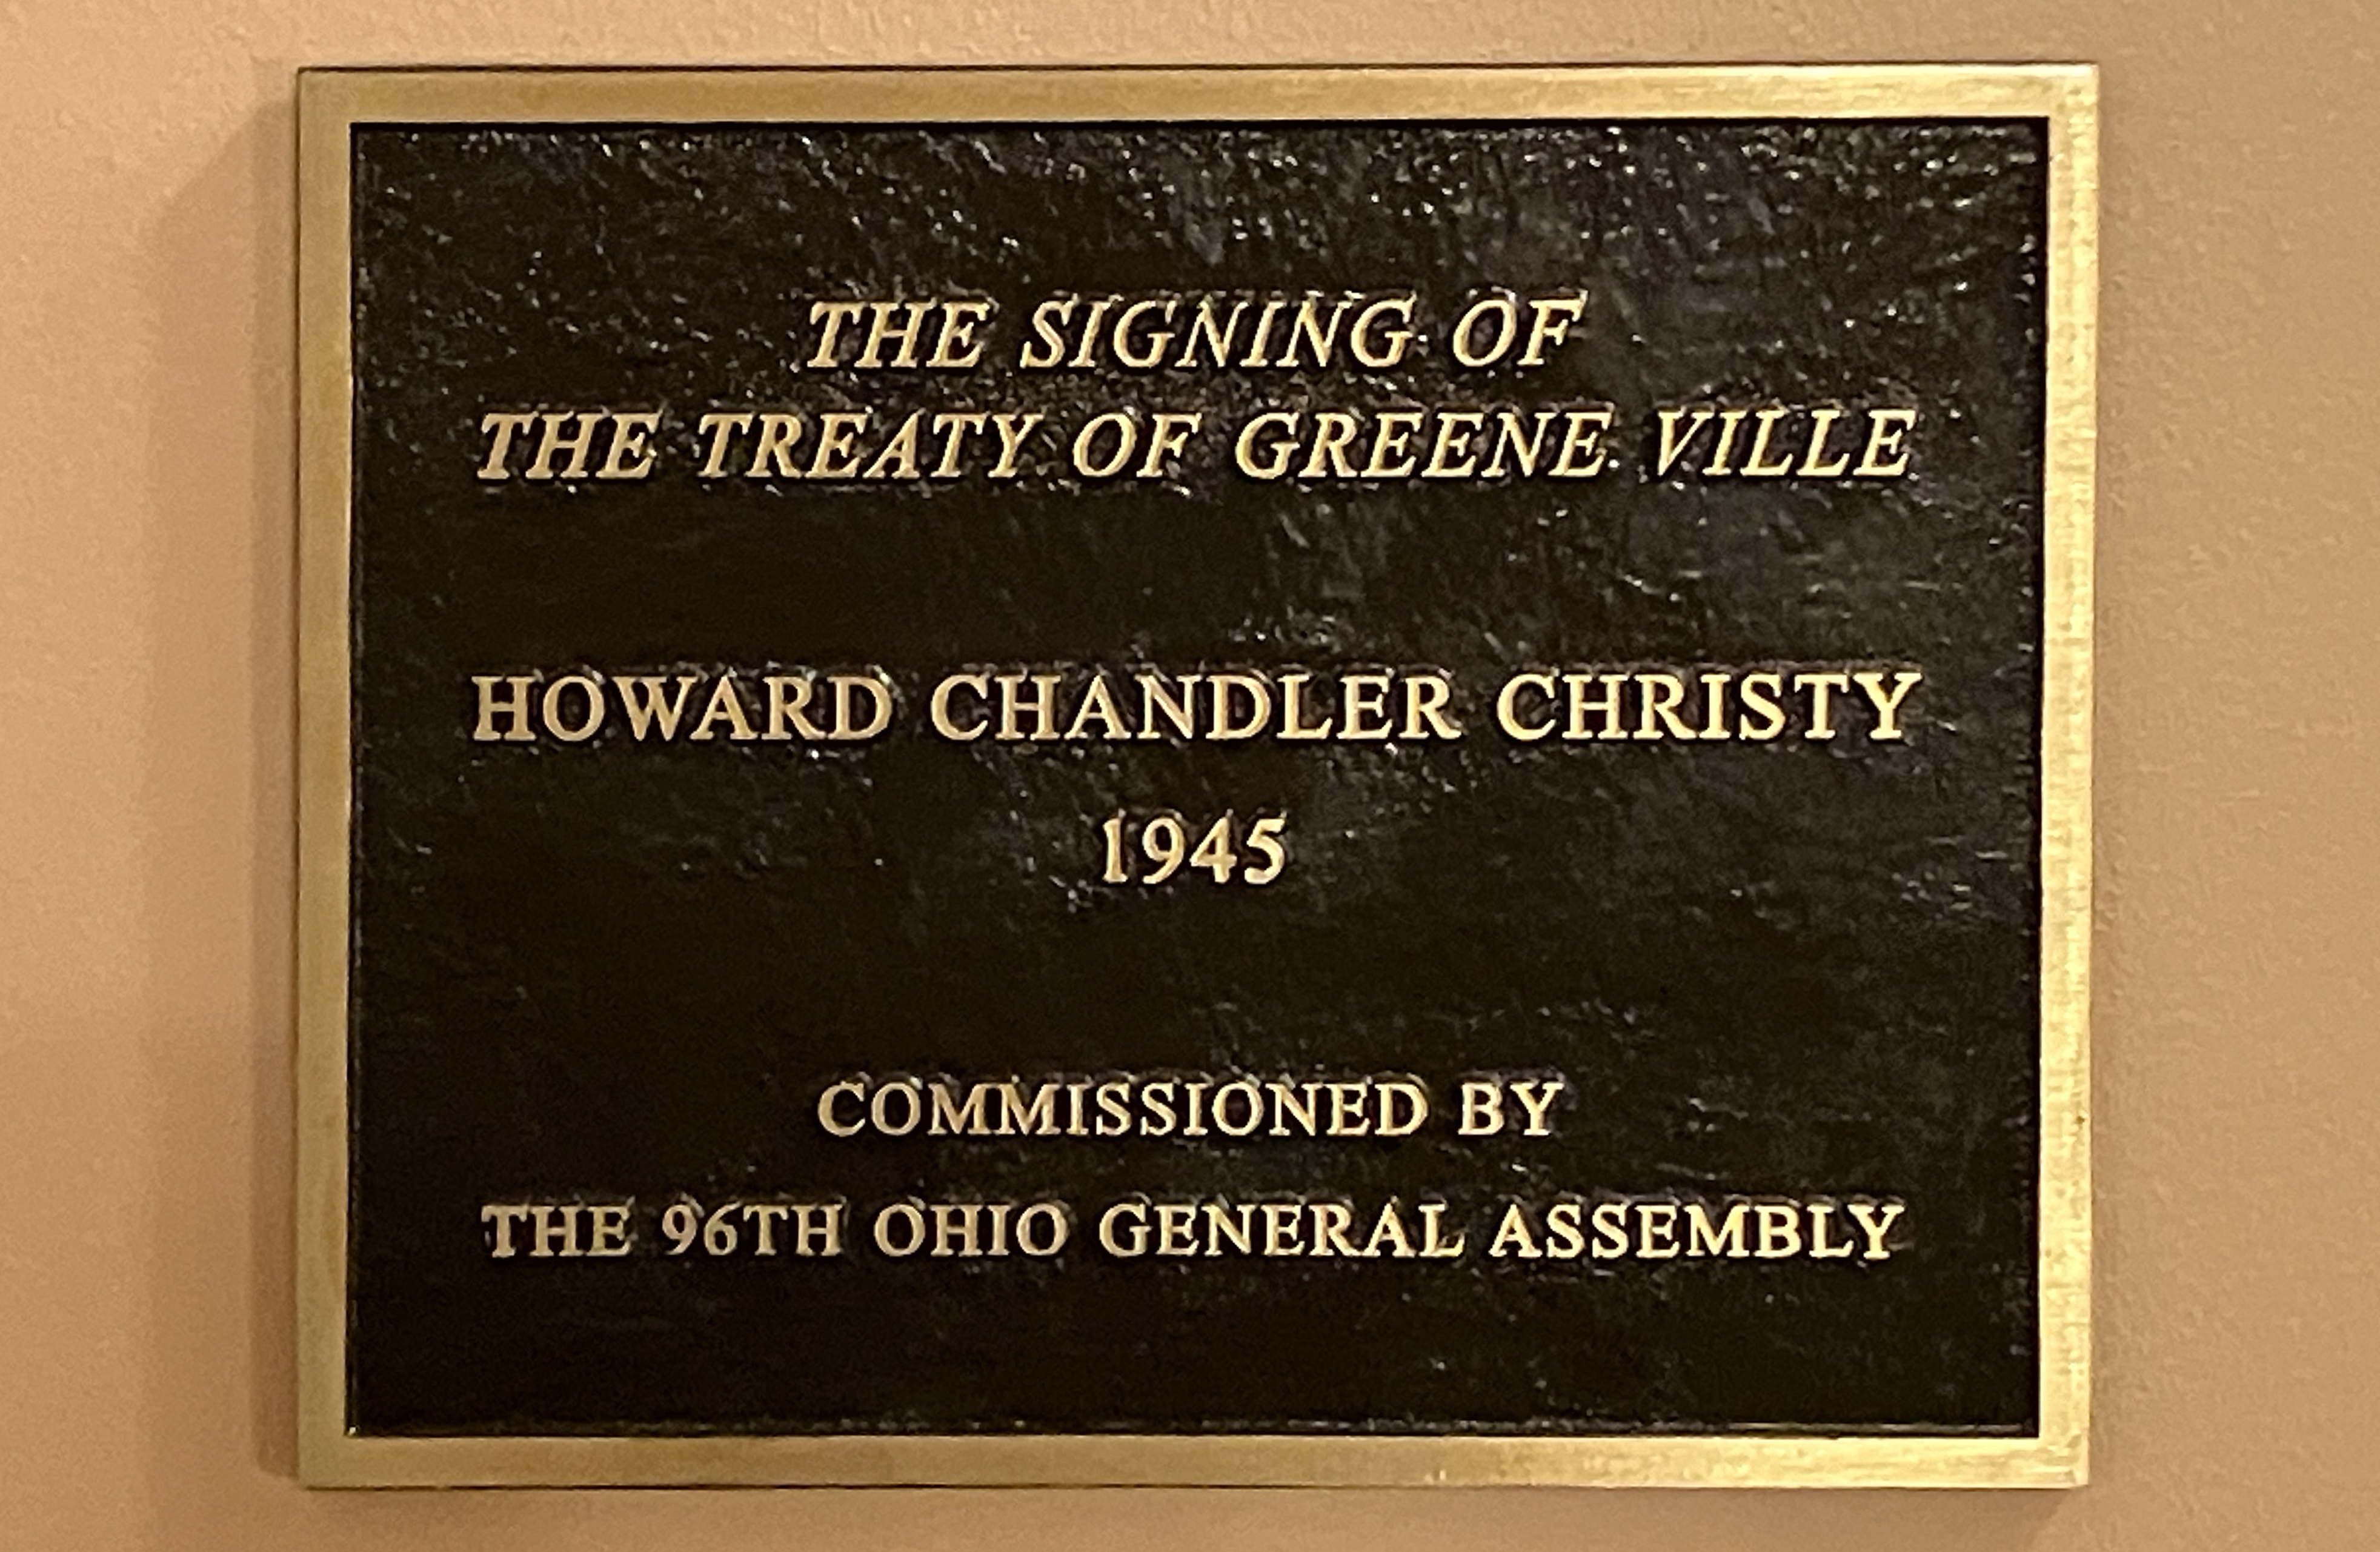 THE SIGNING OF
THE TREATY OF GREENE VILLE
HOWARD CHANDLER CHRISTY
1945
COMMISSIONED BY
THE 96TH OHIO GENERAL ASSEMBLY